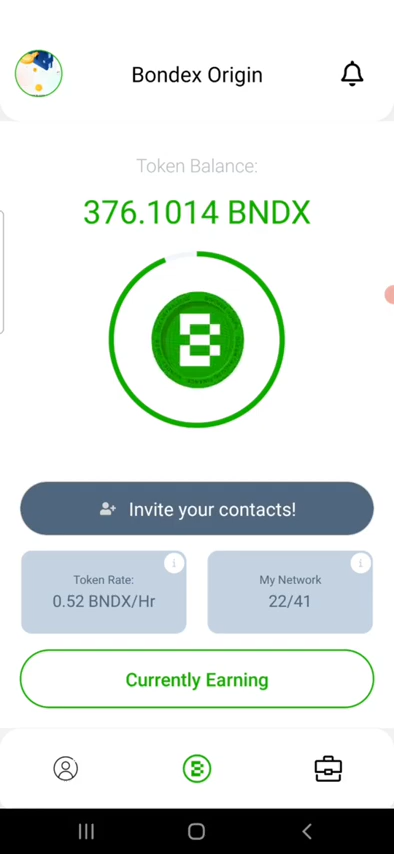 Bondex Origin
Token Balance:
376.1014 BNDX
Invite your contacts!
Token Rate:
0.52 BNDX/Hr
My Network
22/41
Currently Earning